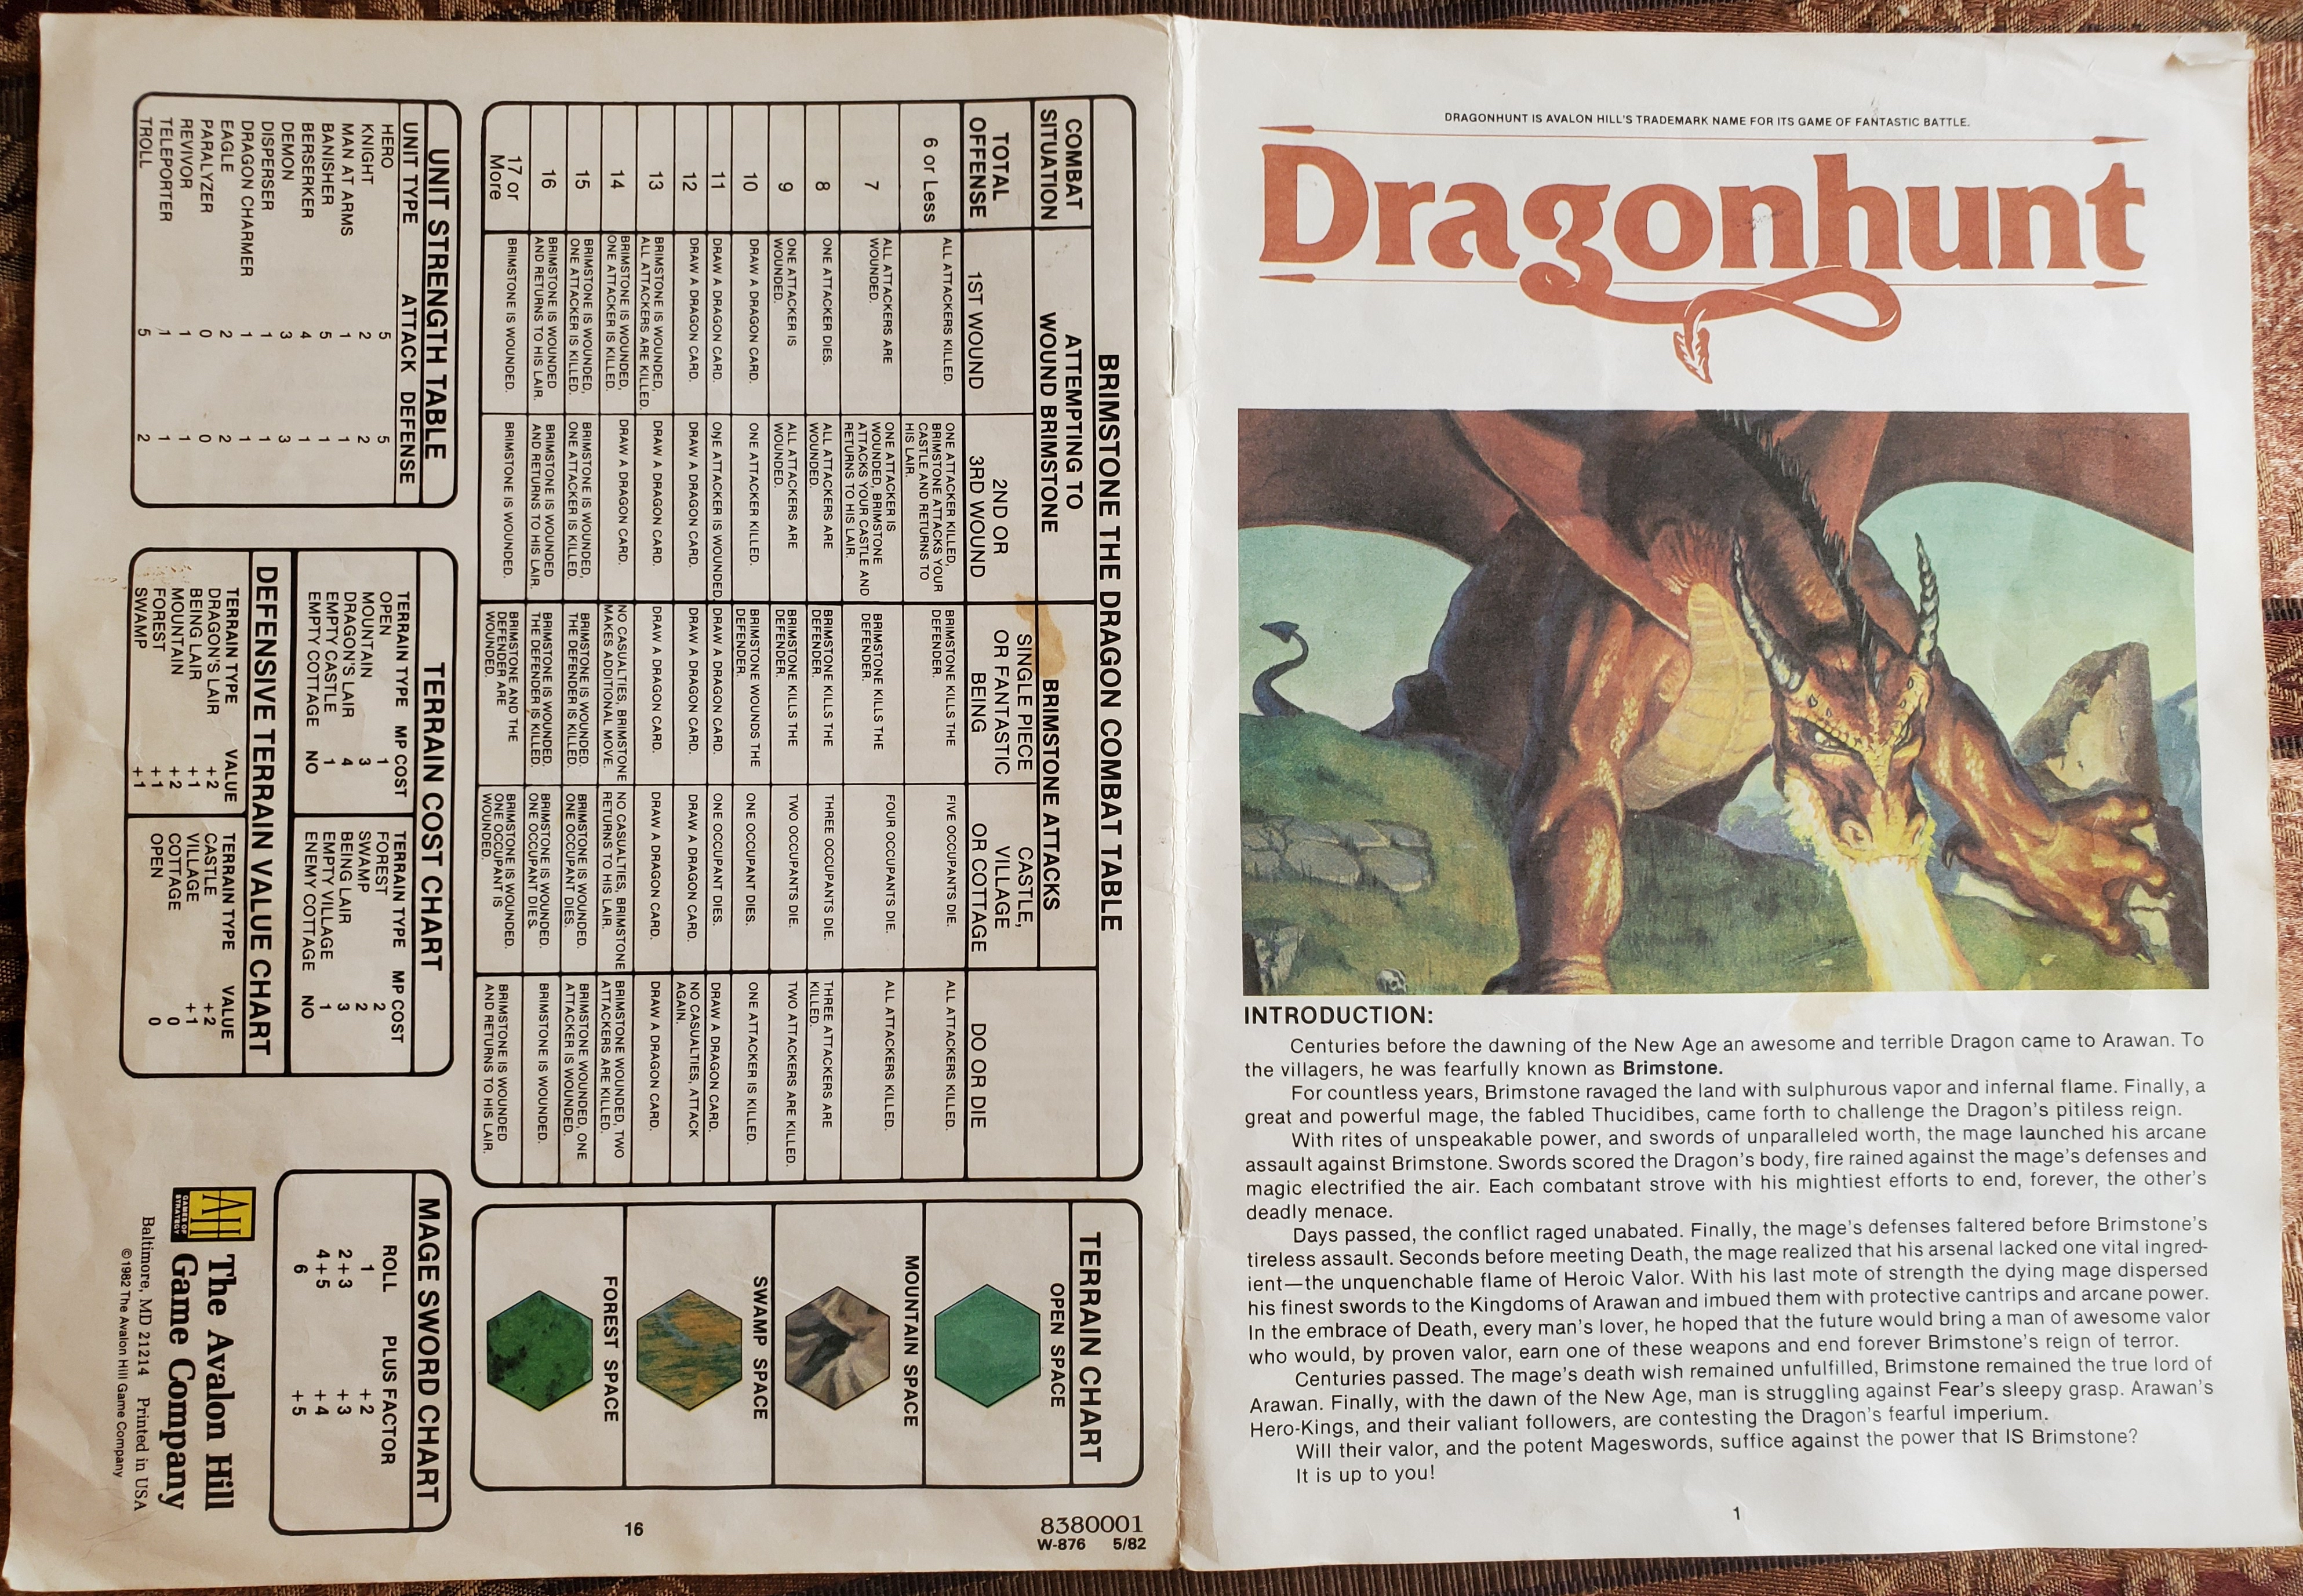 BRIMSTONE THE DRAGON COMBAT TABLE
COMBAT
SITUATION
ATTEMPTING TO
WOUND BRIMSTONE
BRIMSTONE ATTACKS
TOTAL
OFFENSE
1ST WOUND
2ND OR
3RD WOUND
SINGLE PIECE
OR FANTASTIC
BEING
CASTLE,
VILLAGE
OR COTTAGE
DO OR DIE
6 or Less
ALL ATTACKERS KILLED.
ONE ATTACKER KILLED,
BRIMSTONE ATTACKS YOUR
CASTLE AND RETURNS TO
HIS LAIR.
BRIMSTONE KILLS THE
DEFENDER.
FIVE OCCUPANTS DIE.
ALL ATTACKERS KILLED.
7
ALL ATTACKERS ARE
WOUNDED.
ONE ATTACKER IS
WOUNDED, BRIMSTONE
ATTACKS YOUR CASTLE AND
RETURNS TO HIS LAIR.
BRIMSTONE KILLS THE
DEFENDER.
FOUR OCCUPANTS DIE.
ALL ATTACKERS KILLED.
8
ONE ATTACKER DIES.
ALL ATTACKERS ARE
WOUNDED.
BRIMSTONE KILLS THE
DEFENDER.
THREE OCCUPANTS DIE.
THREE ATTACKERS ARE
KILLED.
9
ONE ATTACKER IS
WOUNDED.
ALL ATTACKERS ARE
WOUNDED.
BRIMSTONE KILLS THE
DEFENDER.
TWO OCCUPANTS DIE.
TWO ATTACKERS ARE KILLED.
10
DRAW A DRAGON CARD.
ONE ATTACKER KILLED.
BRIMSTONE WOUNDS THE
DEFENDER.
ONE OCCUPANT DIES.
ONE ATTACKER IS KILLED.
11
DRAW A DRAGON CARD.
ONE ATTACKER IS WOUNDED.
DRAW A DRAGON CARD.
ONE OCCUPANT DIES.
DRAW A DRAGON CARD.
12
DRAW A DRAGON CARD.
DRAW A DRAGON CARD.
DRAW A DRAGON CARD.
DRAW A DRAGON CARD.
NO CASUALTIES, ATTACK
AGAIN.
13
BRIMSTONE IS WOUNDED,
ALL ATTACKERS ARE KILLED.
DRAW A DRAGON CARD.
DRAW A DRAGON CARD.
DRAW A DRAGON CARD.
DRAW A DRAGON CARD.
14
BRIMSTONE IS WOUNDED,
ONE ATTACKER IS KILLED.
DRAW A DRAGON CARD.
NO CASUALTIES, BRIMSTONE
MAKES ADDITIONAL MOVE.
NO CASUALTIES, BRIMSTONE
RETURNS TO HIS LAIR.
BRIMSTONE WOUNDED, TWO
ATTACKERS ARE KILLED.
15
BRIMSTONE IS WOUNDED,
ONE ATTACKER IS KILLED.
BRIMSTONE IS WOUNDED,
ONE ATTACKER IS KILLED.
BRIMSTONE IS WOUNDED.
THE DEFENDER IS KILLED.
BRIMSTONE IS WOUNDED.
ONE OCCUPANT DIES.
BRIMSTONE WOUNDED, ONE
ATTACKER IS WOUNDED.
16
BRIMSTONE IS WOUNDED
AND RETURNS TO HIS LAIR.
BRIMSTONE IS WOUNDED
AND RETURNS TO HIS LAIR.
BRIMSTONE IS WOUNDED,
THE DEFENDER IS KILLED.
BRIMSTONE IS WOUNDED.
ONE OCCUPANT DIES.
BRIMSTONE IS WOUNDED.
17 or
More
BRIMSTONE IS WOUNDED.
BRIMSTONE IS WOUNDED.
BRIMSTONE AND THE
DEFENDER ARE
WOUNDED.
BRIMSTONE IS WOUNDED.
ONE OCCUPANT IS
WOUNDED.
BRIMSTONE IS WOUNDED
AND RETURNS TO HIS LAIR.
TERRAIN CHART
OPEN SPACE
MOUNTAIN SPACE
SWAMP SPACE
FOREST SPACE
UNIT STRENGTH TABLE
UNIT TYPE ATTACK DEFENSE
HERO 5 5
KNIGHT 2 2
MAN AT ARMS 1 1
BANISHER 5 1
BERSERKER 4 1
DEMON 3 3
DISPERSER 1 1
DRAGON CHARMER 1 1
EAGLE 2 2
PARALYZER 0 0
REVIVOR 1 1
TELEPORTER 1 1
TROLL 5 2
TERRAIN COST CHART
TERRAIN TYPE MP COST TERRAIN TYPE MP COST
OPEN 1 FOREST 2
MOUNTAIN 3 SWAMP 2
DRAGON'S LAIR 4 BEING LAIR 3
EMPTY CASTLE 1 EMPTY VILLAGE 1
EMPTY COTTAGE NO ENEMY COTTAGE NO
DEFENSIVE TERRAIN VALUE CHART
TERRAIN TYPE VALUE TERRAIN TYPE VALUE
DRAGON'S LAIR +2 CASTLE +2
BEING LAIR +1 VILLAGE +1
MOUNTAIN +2 COTTAGE 0
FOREST +1 OPEN 0
SWAMP +1
MAGE SWORD CHART
ROLL PLUS FACTOR
1 +2
2+3 +3
4+5 +4
6 +5
AH
GAMES OF
STRATEGY
The Avalon Hill
Game Company
Baltimore, MD 21214 Printed in USA
©1982 The Avalon Hill Game Company
16
8380001
W-876 5/82
DRAGONHUNT IS AVALON HILL'S TRADEMARK NAME FOR ITS GAME OF FANTASTIC BATTLE.
Dragonhunt
INTRODUCTION:
Centuries before the dawning of the New Age an awesome and terrible Dragon came to Arawan. To
the villagers, he was fearfully known as Brimstone.
For countless years, Brimstone ravaged the land with sulphurous vapor and infernal flame. Finally, a
great and powerful mage, the fabled Thucidibes, came forth to challenge the Dragon's pitiless reign.
With rites of unspeakable power, and swords of unparalleled worth, the mage launched his arcane
assault against Brimstone. Swords scored the Dragon's body, fire rained against the mage's defenses and
magic electrified the air. Each combatant strove with his mightiest efforts to end, forever, the other's
deadly menace.
Days passed, the conflict raged unabated. Finally, the mage's defenses faltered before Brimstone's
tireless assault. Seconds before meeting Death, the mage realized that his arsenal lacked one vital ingred-
ient—the unquenchable flame of Heroic Valor. With his last mote of strength the dying mage dispersed
his finest swords to the Kingdoms of Arawan and imbued them with protective cantrips and arcane power.
In the embrace of Death, every man's lover, he hoped that the future would bring a man of awesome valor
who would, by proven valor, earn one of these weapons and end forever Brimstone's reign of terror.
Centuries passed. The mage's death wish remained unfulfilled, Brimstone remained the true lord of
Arawan. Finally, with the dawn of the New Age, man is struggling against Fear's sleepy grasp. Arawan's
Hero-Kings, and their valiant followers, are contesting the Dragon's fearful imperium.
Will their valor, and the potent Mageswords, suffice against the power that IS Brimstone?
It is up to you!
1